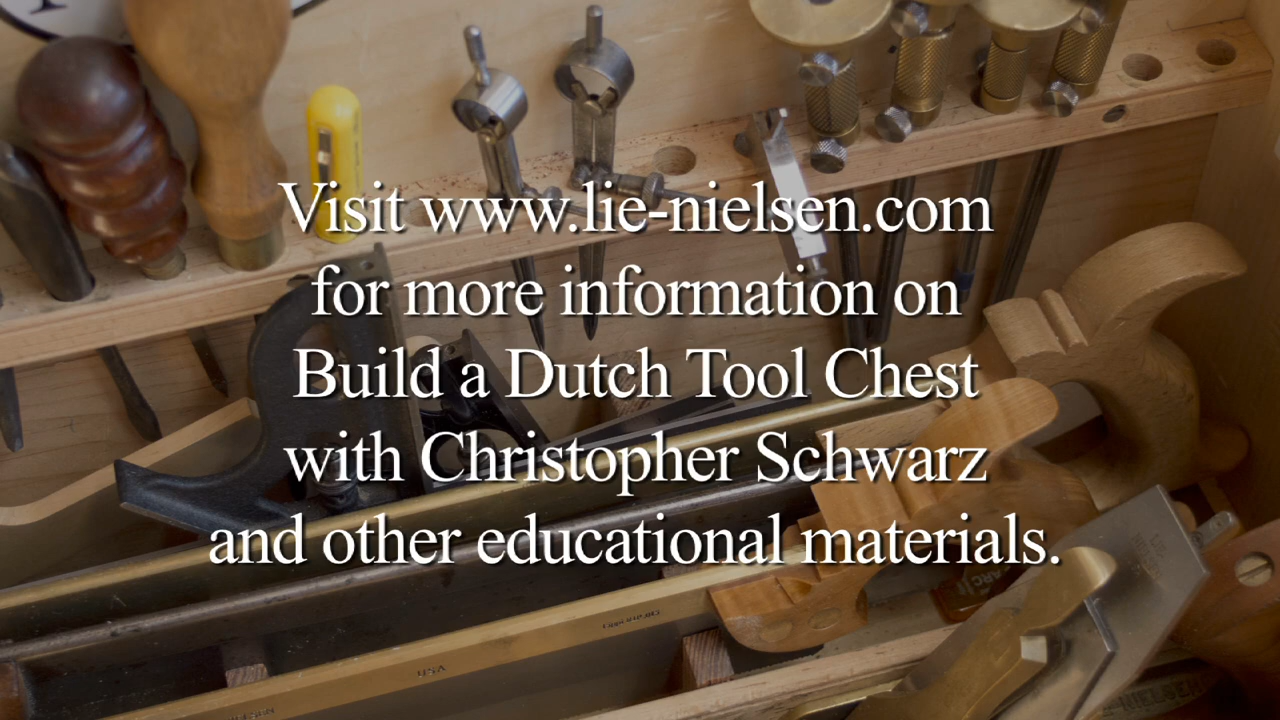 Visit www.lie-nielsen.com
for more information on
Build a Dutch Tool Chest
with Christopher Schwarz
and other educational materials.
USA